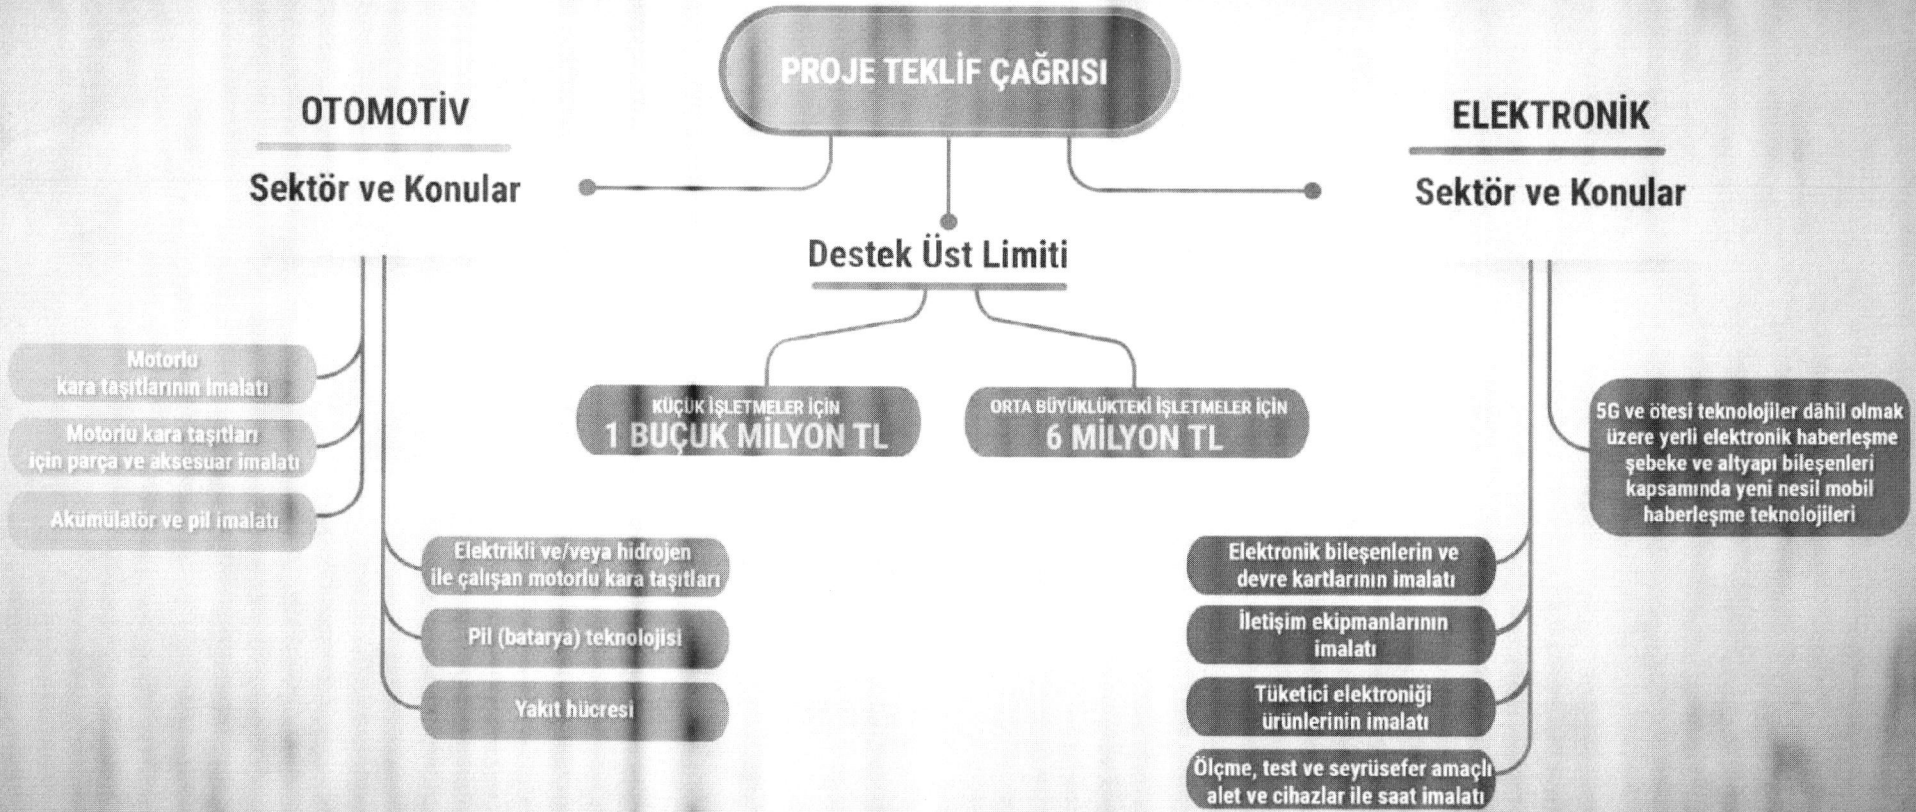 PROJE TEKLİF ÇAĞRISI
OTOMOTİV
Sektör ve Konular
Motorlu
kara taşıtlarının imalatı
Motorlu kara taşıtları
için parça ve aksesuar imalatı
Akümülatör ve pil imalatı
Elektrikli ve/veya hidrojen
ile çalışan motorlu kara taşıtları
Pil (batarya) teknolojisi
Yakıt hücresi
Destek Üst Limiti
KÜÇÜK İŞLETMELER İÇİN
1 BUÇUK MİLYON TL
ORTA BÜYÜKLÜKTEKİ İŞLETMELER İÇİN
6 MİLYON TL
ELEKTRONİK
Sektör ve Konular
5G ve ötesi teknolojiler dâhil olmak
üzere yerli elektronik haberleşme
şebeke ve altyapı bileşenleri
kapsamında yeni nesil mobil
haberleşme teknolojileri
Elektronik bileşenlerin ve
devre kartlarının imalatı
İletişim ekipmanlarının
imalatı
Tüketici elektroniği
ürünlerinin imalatı
Ölçme, test ve seyrüsefer amaçlı
alet ve cihazlar ile saat imalatı